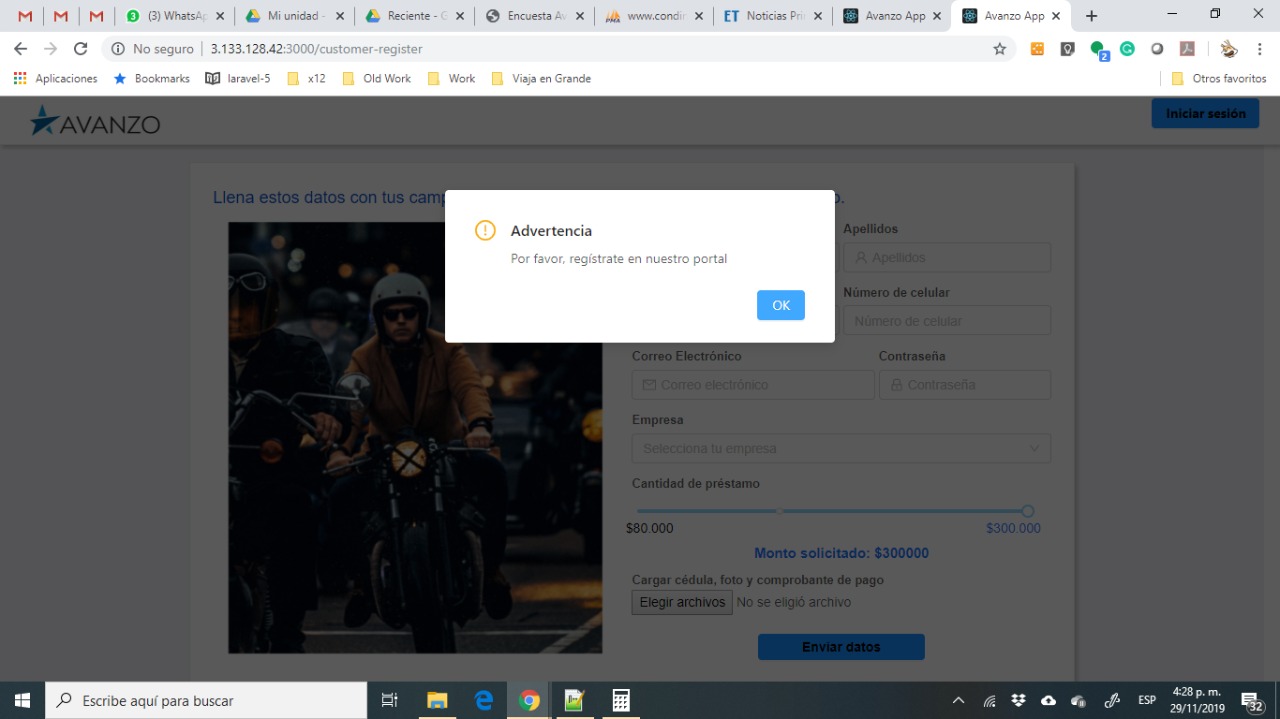 (3) WhatsAp
Mi unidad -
Reciente - G
Encuesta Av
www.condin
ET Noticias Prin
Avanzo App
Avanzo App
No seguro | 3.133.128.42:3000/customer-register
2
Aplicaciones
Bookmarks
laravel-5
x12
Old Work
Work
Viaja en Grande
Otros favoritos
AVANZO
Iniciar sesión
Llena estos datos con tus camp
o.
Advertencia
Por favor, regístrate en nuestro portal
OK
Apellidos
Apellidos
Número de celular
Número de celular
Correo Electrónico
Contraseña
Correo electrónico
Contraseña
Empresa
Selecciona tu empresa
Cantidad de préstamo
$80.000
$300.000
Monto solicitado: $300000
Cargar cédula, foto y comprobante de pago
Elegir archivos No se eligió archivo
Enviar datos
Escribe aquí para buscar
ESP
4:28 p. m.
29/11/2019
32